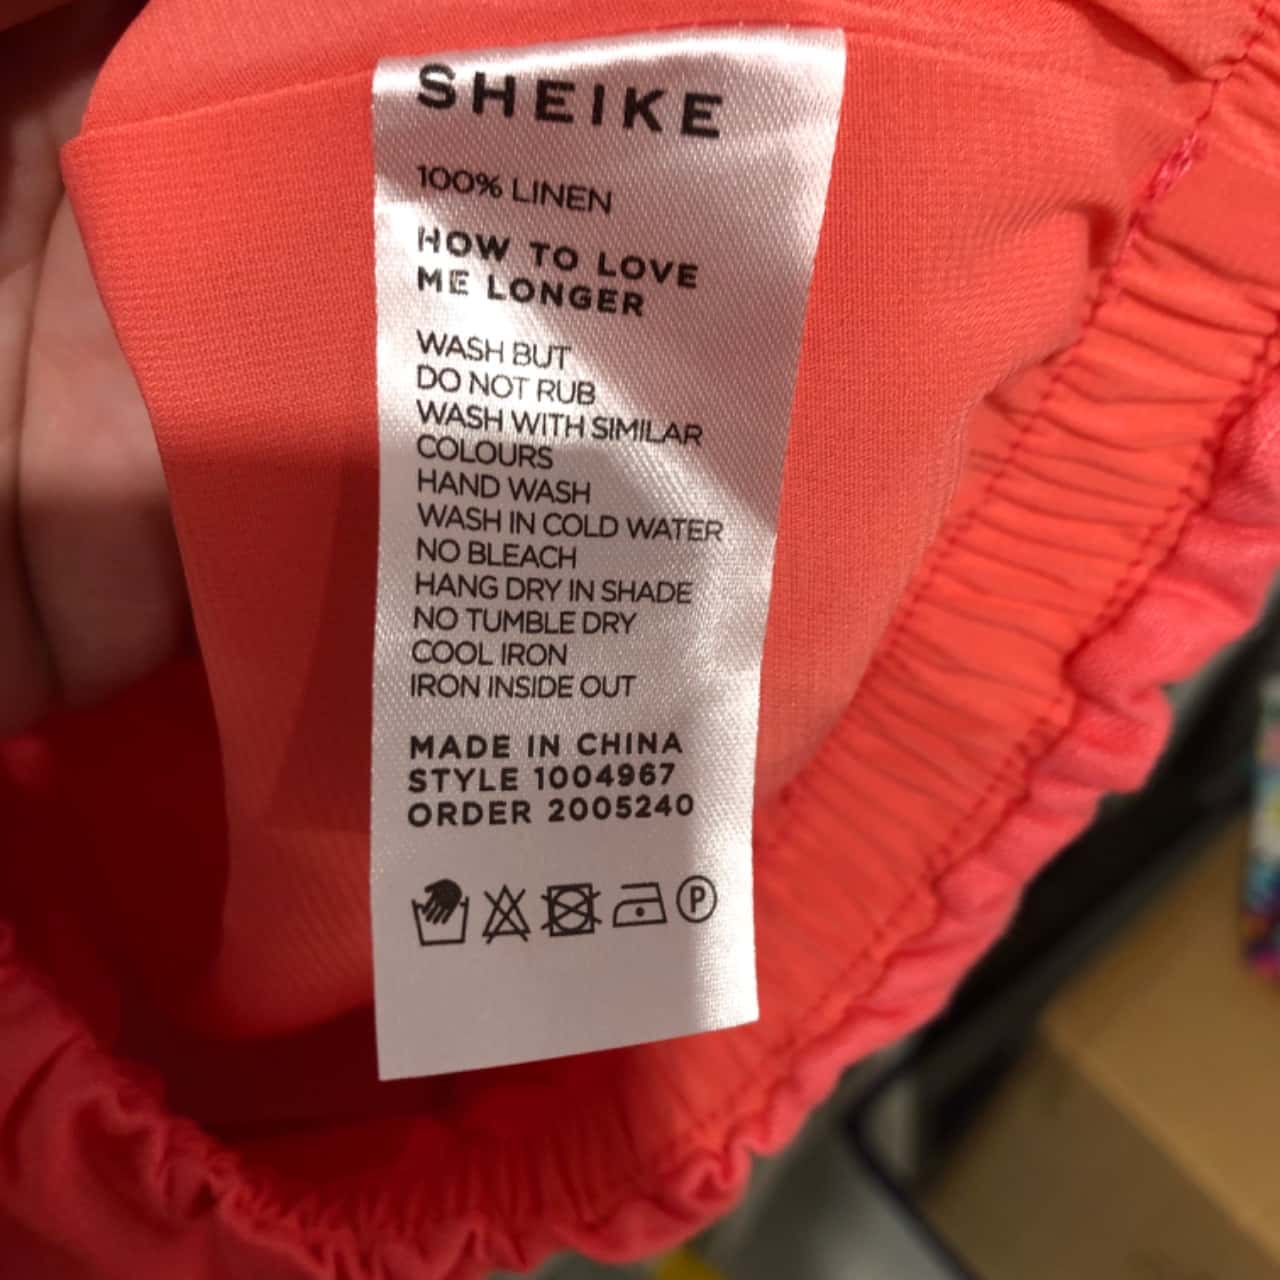 SHEIKE
100% LINEN
HOW TO LOVE
ME LONGER
WASH BUT
DO NOT RUB
WASH WITH SIMILAR
COLOURS
HAND WASH
WASH IN COLD WATER
NO BLEACH
HANG DRY IN SHADE
NO TUMBLE DRY
COOL IRON
IRON INSIDE OUT
MADE IN CHINA
STYLE 1004967
ORDER 2005240
P